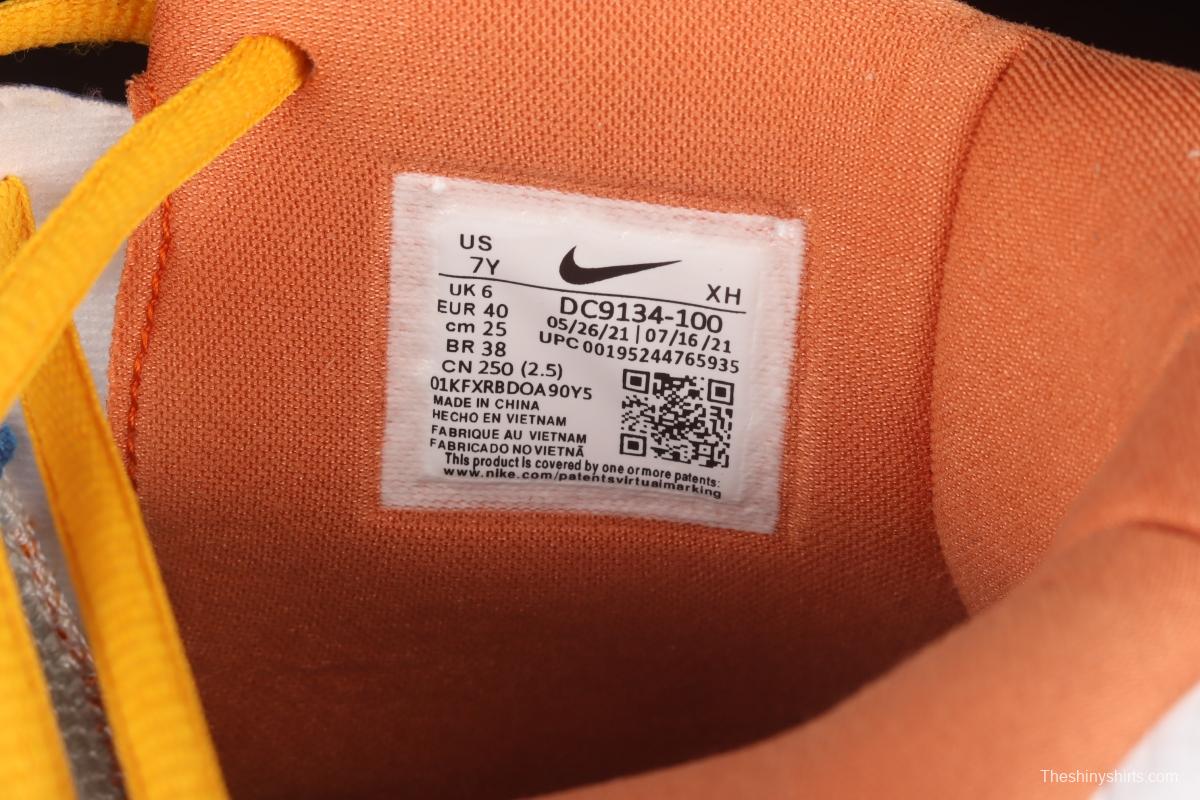 US
7Y
XH
UK 6
EUR 40
cm 25
BR 38
CN 250 (2.5)
01KFXRBDOA90Y5
DC9134-100
05/26/21 | 07/16/21
UPC 00195244765935
MADE IN CHINA
HECHO EN VIETNAM
FABRIQUE AU VIETNAM
FABRICADO NO VIETNÃ
This product is covered by one or more patents:
www.nike.com/patentsvirtualmarking
Theshinyshirts.com